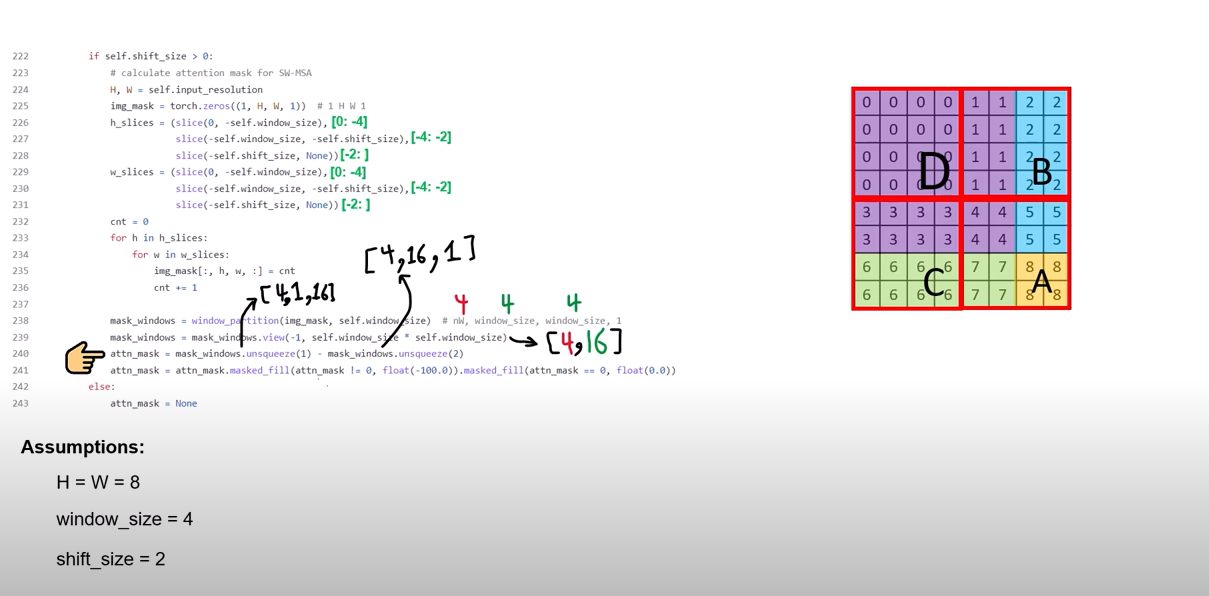 222 if self.shift_size > 0:
223 # calculate attention mask for SW-MSA
224 H, W = self.input_resolution
225 img_mask = torch.zeros((1, H, W, 1)) # 1 H W 1
226 h_slices = (slice(0, -self.window_size), [0: -4]
227 slice(-self.window_size, -self.shift_size), [-4: -2]
228 slice(-self.shift_size, None)) [-2: ]
229 w_slices = (slice(0, -self.window_size), [0: -4]
230 slice(-self.window_size, -self.shift_size), [-4: -2]
231 slice(-self.shift_size, None)) [-2: ]
232 cnt = 0
233 for h in h_slices:
234 for w in w_slices:
[4,16,1]
235 img_mask[:, h, w, :] = cnt
236 cnt += 1
[4,1,16]
237
4 4 4
238 mask_windows = window_partition(img_mask, self.window_size) # nW, window_size, window_size, 1
239 mask_windows = mask_windows.view(-1, self.window_size * self.window_size) [4,16]
240 attn_mask = mask_windows.unsqueeze(1) - mask_windows.unsqueeze(2)
241 attn_mask = attn_mask.masked_fill(attn_mask != 0, float(-100.0)).masked_fill(attn_mask == 0, float(0.0))
242 else:
243 attn_mask = None
0 0 0 0 1 1 2 2
0 0 0 0 1 1 2 2
0 0 0 0 1 1 2 2
D B
0 0 0 0 1 1 2 2
3 3 3 3 4 4 5 5
3 3 3 3 4 4 5 5
6 6 6 6 7 7 8 8
C A
6 6 6 6 7 7 8 8
Assumptions:
H = W = 8
window_size = 4
shift_size = 2